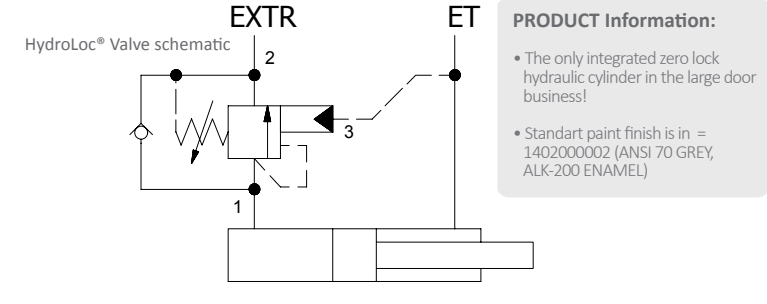 EXTR
ET
HydroLoc® Valve schematic
2
3
1
PRODUCT Information:
• The only integrated zero lock
hydraulic cylinder in the large door
business!
• Standart paint finish is in =
1402000002 (ANSI 70 GREY,
ALK-200 ENAMEL)